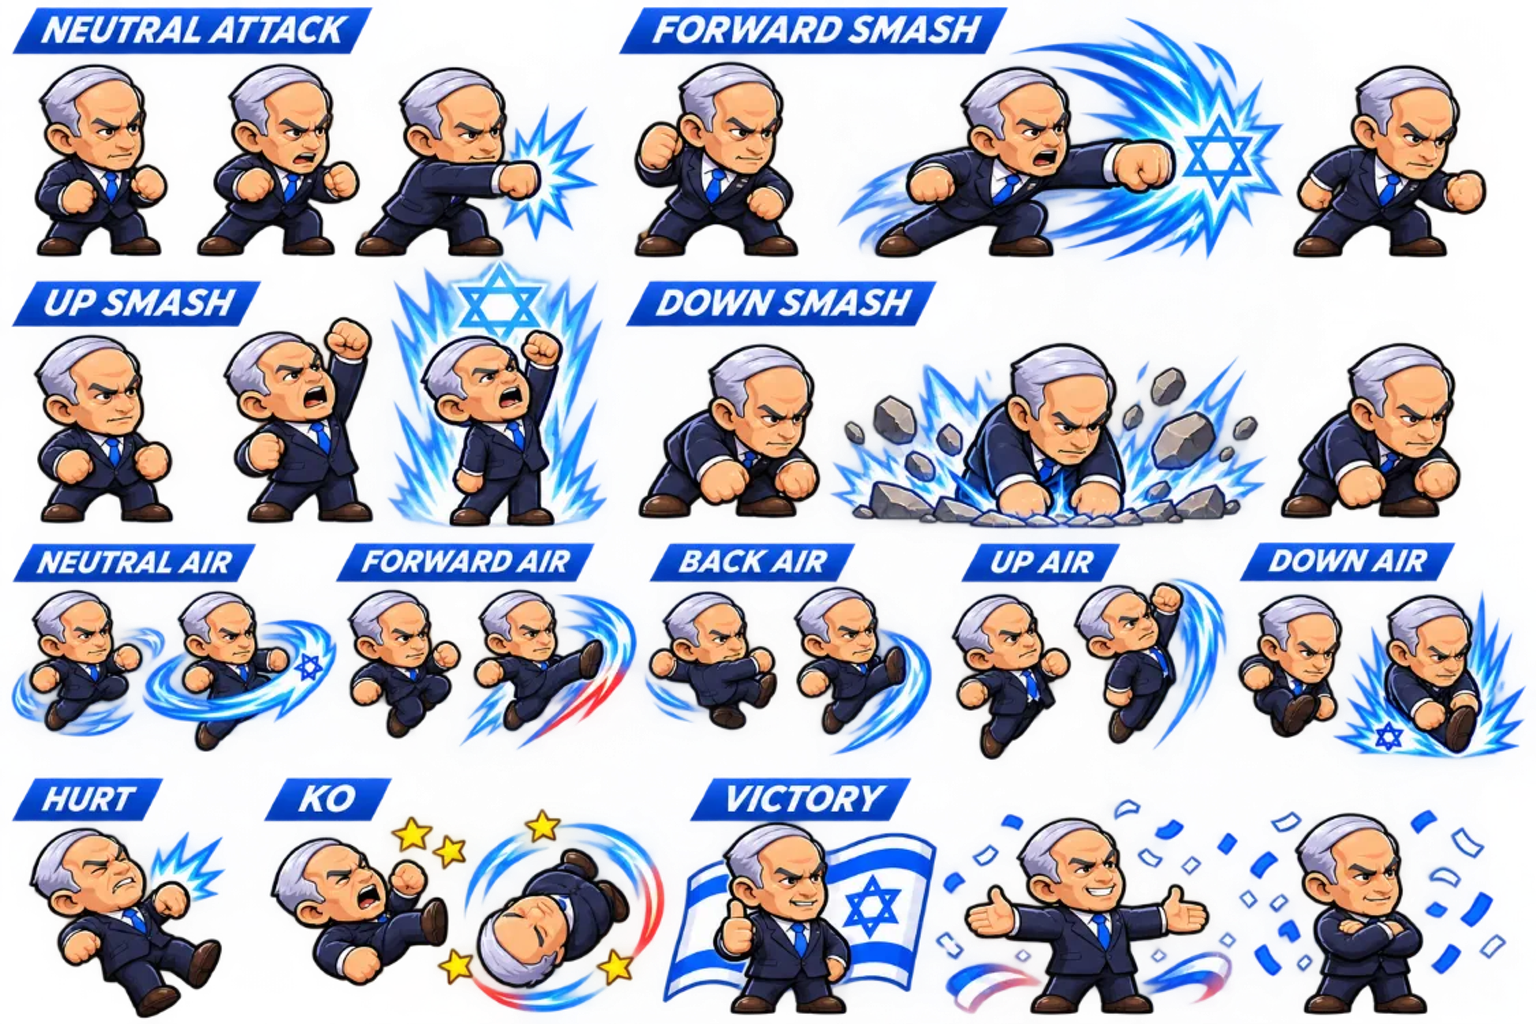 NEUTRAL ATTACK
FORWARD SMASH
UP SMASH
DOWN SMASH
NEUTRAL AIR
FORWARD AIR
BACK AIR
UP AIR
DOWN AIR
HURT
KO
VICTORY